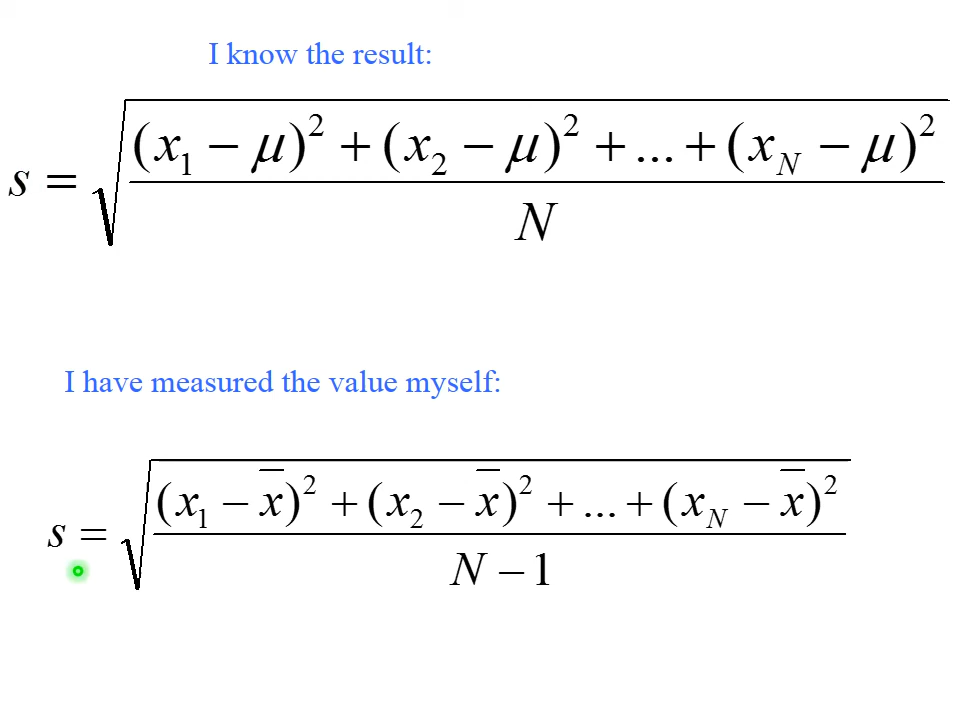 I know the result:
s = √(((x₁ − μ)² + (x₂ − μ)² + ... + (x_N − μ)²) / N)
I have measured the value myself:
s = √(((x₁ − x̄)² + (x₂ − x̄)² + ... + (x_N − x̄)²) / (N − 1))